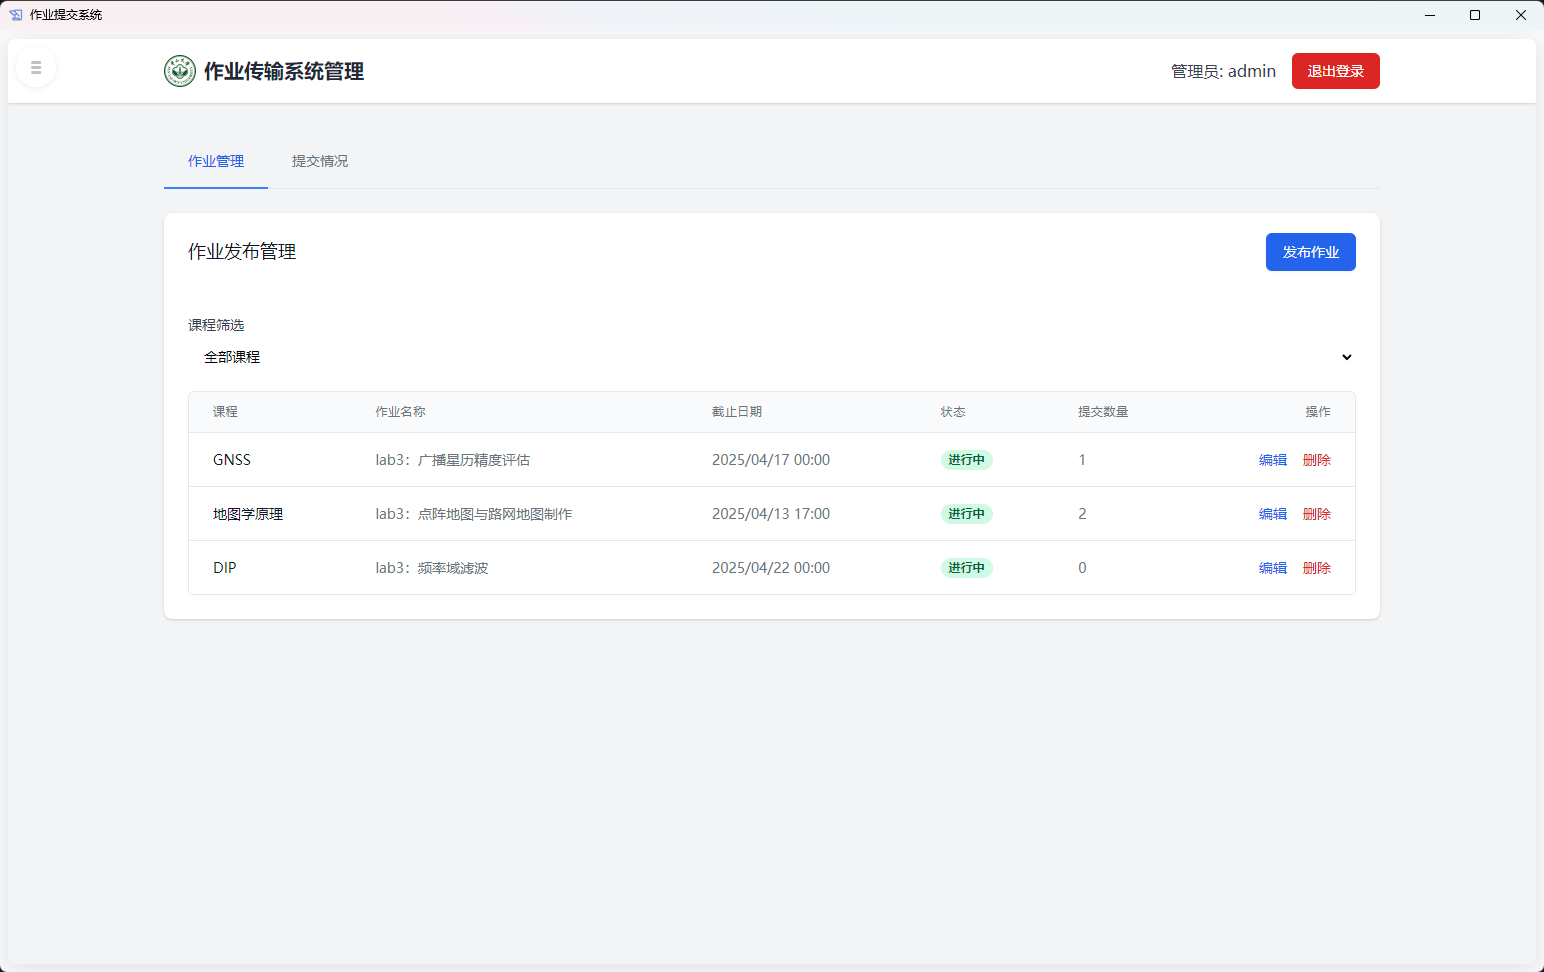 作业提交系统
作业传输系统管理
管理员: admin
退出登录
作业管理
提交情况
作业发布管理
发布作业
课程筛选
全部课程
课程 作业名称 截止日期 状态 提交数量 操作
GNSS lab3：广播星历精度评估 2025/04/17 00:00 进行中 1 编辑 删除
地图学原理 lab3：点阵地图与路网地图制作 2025/04/13 17:00 进行中 2 编辑 删除
DIP lab3：频率域滤波 2025/04/22 00:00 进行中 0 编辑 删除